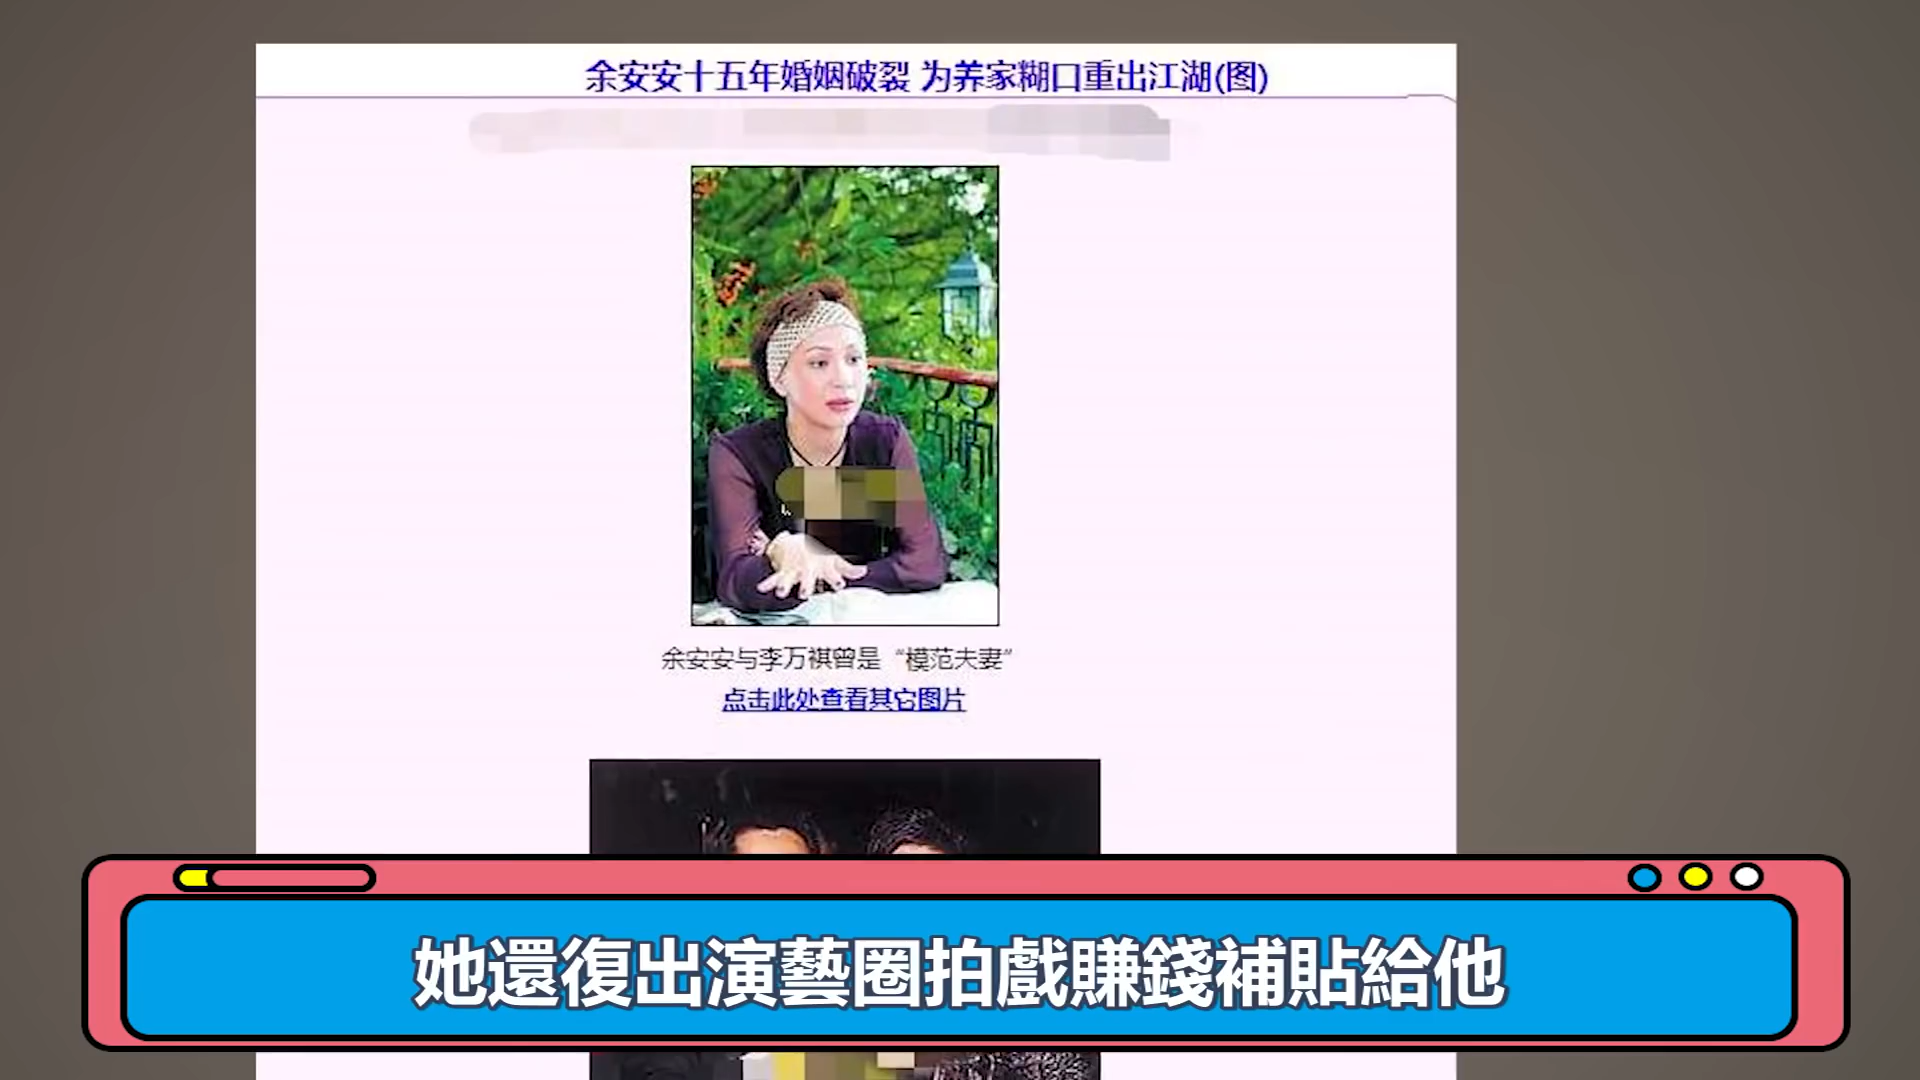 余安安十五年婚姻破裂 为养家糊口重出江湖(图)
余安安与李万祺曾是“模范夫妻”
点击此处查看其它图片
她還復出演藝圈拍戲賺錢補貼給他